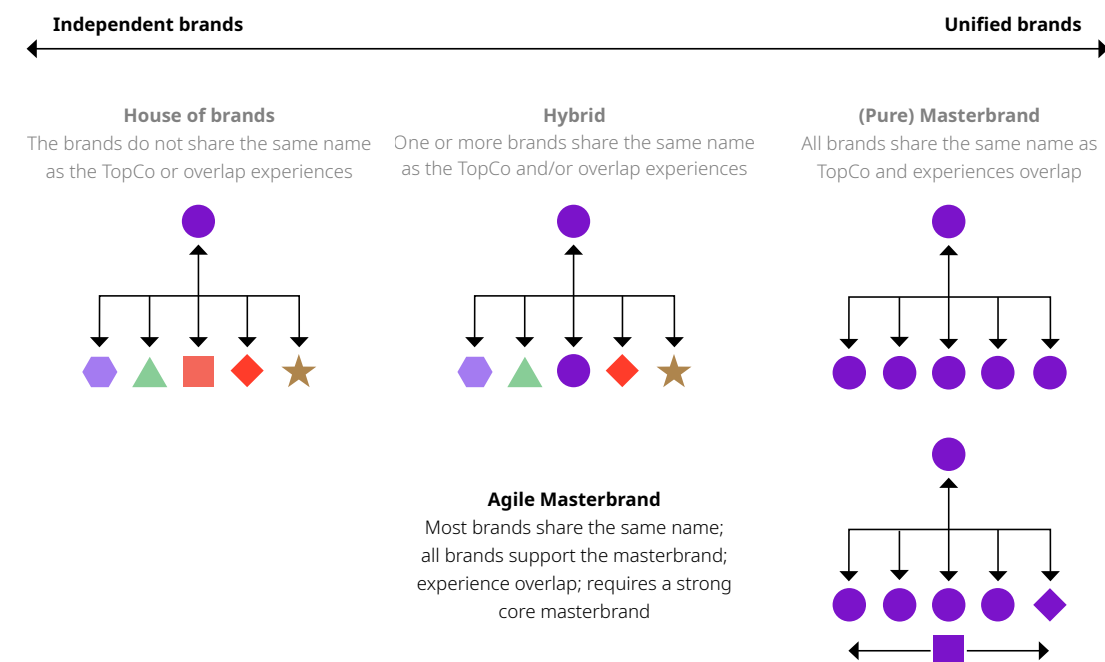 Independent brands
Unified brands
House of brands
The brands do not share the same name
as the TopCo or overlap experiences
Hybrid
One or more brands share the same name
as the TopCo and/or overlap experiences
(Pure) Masterbrand
All brands share the same name as
TopCo and experiences overlap
Agile Masterbrand
Most brands share the same name;
all brands support the masterbrand;
experience overlap; requires a strong
core masterbrand